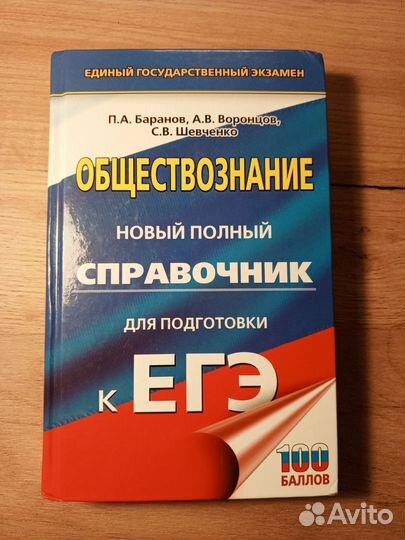 ЕДИНЫЙ ГОСУДАРСТВЕННЫЙ ЭКЗАМЕН
П.А. Баранов, А.В. Воронцов,
С.В. Шевченко
ОБЩЕСТВОЗНАНИЕ
НОВЫЙ ПОЛНЫЙ
СПРАВОЧНИК
ДЛЯ ПОДГОТОВКИ
К ЕГЭ
100
БАЛЛОВ
Avito